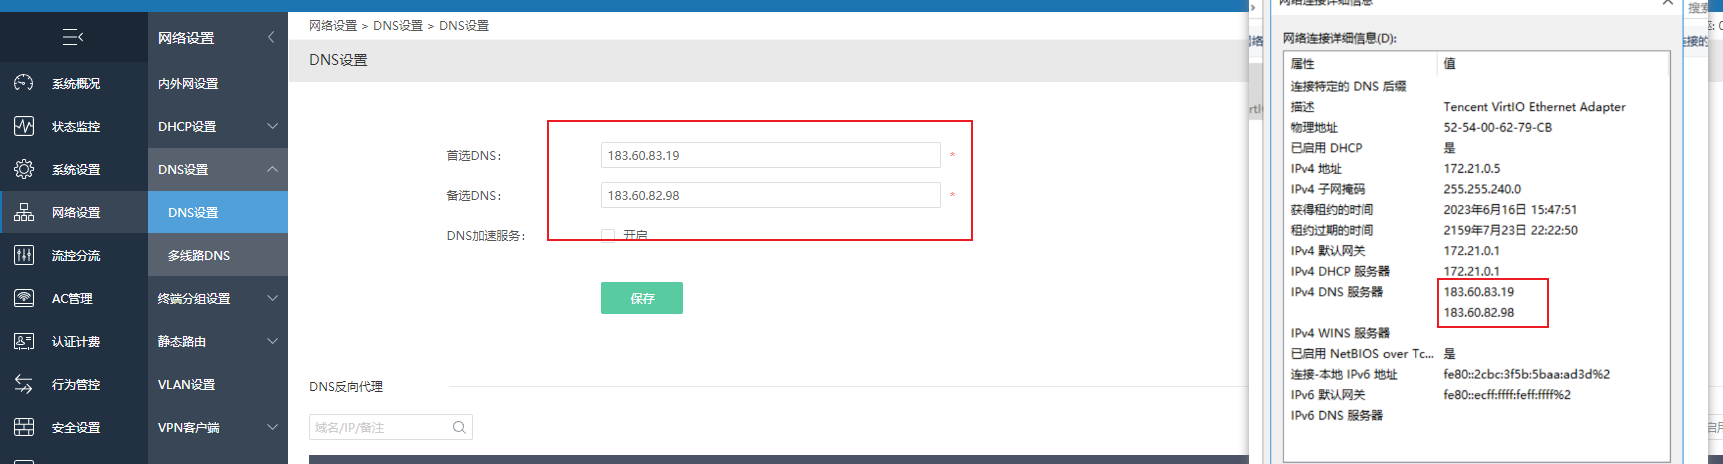 网络设置
内外网设置
DHCP设置
DNS设置
DNS设置
多线路DNS
终端分组设置
静态路由
VLAN设置
VPN客户端
系统概况
状态监控
系统设置
网络设置
流控分流
AC管理
认证计费
行为管控
安全设置
网络设置 > DNS设置 > DNS设置
DNS设置
首选DNS： 183.60.83.19 *
备选DNS： 183.60.82.98 *
DNS加速服务： 开启
保存
DNS反向代理
域名/IP/备注
网络连接详细信息
网络连接详细信息(D):
属性 值
连接特定的 DNS 后缀
描述 Tencent VirtIO Ethernet Adapter
物理地址 52-54-00-62-79-CB
已启用 DHCP 是
IPv4 地址 172.21.0.5
IPv4 子网掩码 255.255.240.0
获得租约的时间 2023年6月16日 15:47:51
租约过期的时间 2159年7月23日 22:22:50
IPv4 默认网关 172.21.0.1
IPv4 DHCP 服务器 172.21.0.1
IPv4 DNS 服务器 183.60.83.19
183.60.82.98
IPv4 WINS 服务器
已启用 NetBIOS over Tc... 是
连接-本地 IPv6 地址 fe80::2cbc:3f5b:5baa:ad3d%2
IPv6 默认网关 fe80::ecff:ffff:feff:ffff%2
IPv6 DNS 服务器
搜索
连接的